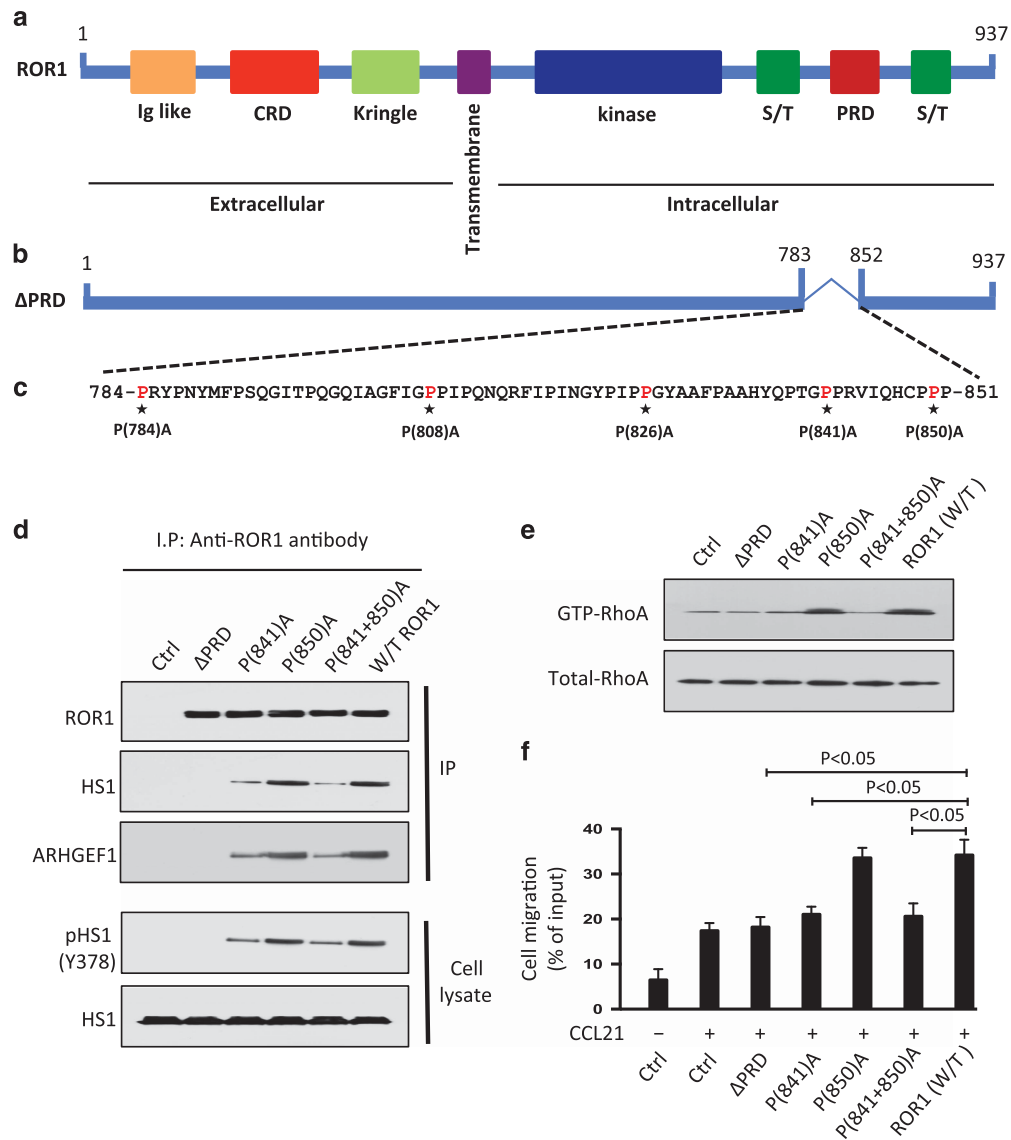 a
1
937
ROR1
Ig like
CRD
Kringle
Transmembrane
kinase
S/T
PRD
S/T
Extracellular
Intracellular
b
1
783
852
937
ΔPRD
c
784-PRYPNYMFPSQGITPQGQIAGFIGPPIPQNQRFIPINGYPIPPGYAAFPAAHYQPTGPPRVIQHCPPP-851
★ ★ ★ ★ ★
P(784)A P(808)A P(826)A P(841)A P(850)A
d
I.P: Anti-ROR1 antibody
Ctrl
ΔPRD
P(841)A
P(850)A
P(841+850)A
W/T ROR1
ROR1
HS1
ARHGEF1
IP
pHS1
(Y378)
HS1
Cell
lysate
e
Ctrl
ΔPRD
P(841)A
P(850)A
P(841+850)A
ROR1 (W/T )
GTP-RhoA
Total-RhoA
f
P<0.05
P<0.05
P<0.05
Cell migration
(% of input)
40
30
20
10
0
CCL21 – + + + + + +
Ctrl
Ctrl
ΔPRD
P(841)A
P(850)A
P(841+850)A
ROR1 (W/T )